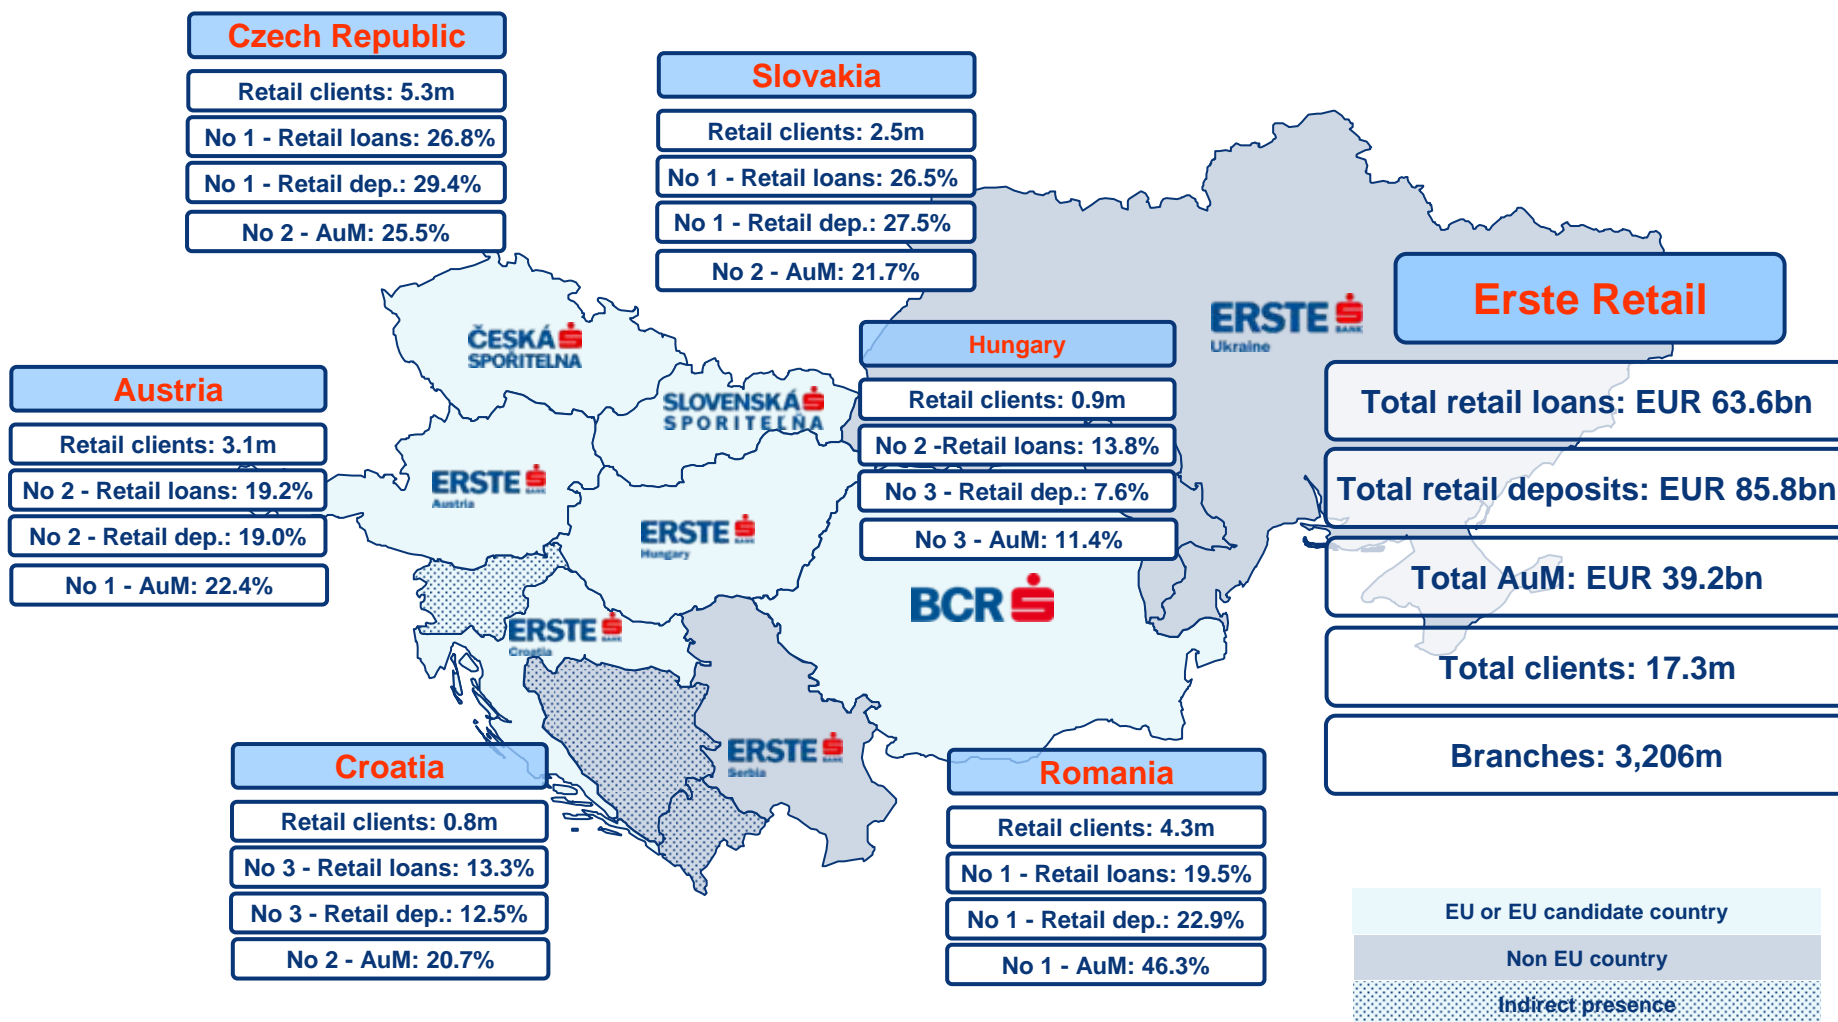 Czech Republic
Retail clients: 5.3m
No 1 - Retail loans: 26.8%
No 1 - Retail dep.: 29.4%
No 2 - AuM: 25.5%
Slovakia
Retail clients: 2.5m
No 1 - Retail loans: 26.5%
No 1 - Retail dep.: 27.5%
No 2 - AuM: 21.7%
Erste Retail
Total retail loans: EUR 63.6bn
Total retail deposits: EUR 85.8bn
Total AuM: EUR 39.2bn
Total clients: 17.3m
Branches: 3,206m
ERSTE
BANK
Ukraine
Hungary
Retail clients: 0.9m
No 2 -Retail loans: 13.8%
No 3 - Retail dep.: 7.6%
No 3 - AuM: 11.4%
ČESKÁ
SPOŘITELNA
SLOVENSKÁ
SPORITEĽŇA
Austria
Retail clients: 3.1m
No 2 - Retail loans: 19.2%
No 2 - Retail dep.: 19.0%
No 1 - AuM: 22.4%
ERSTE
BANK
Austria
ERSTE
BANK
Hungary
BCR
ERSTE
BANK
Croatia
ERSTE
BANK
Serbia
Croatia
Retail clients: 0.8m
No 3 - Retail loans: 13.3%
No 3 - Retail dep.: 12.5%
No 2 - AuM: 20.7%
Romania
Retail clients: 4.3m
No 1 - Retail loans: 19.5%
No 1 - Retail dep.: 22.9%
No 1 - AuM: 46.3%
EU or EU candidate country
Non EU country
Indirect presence